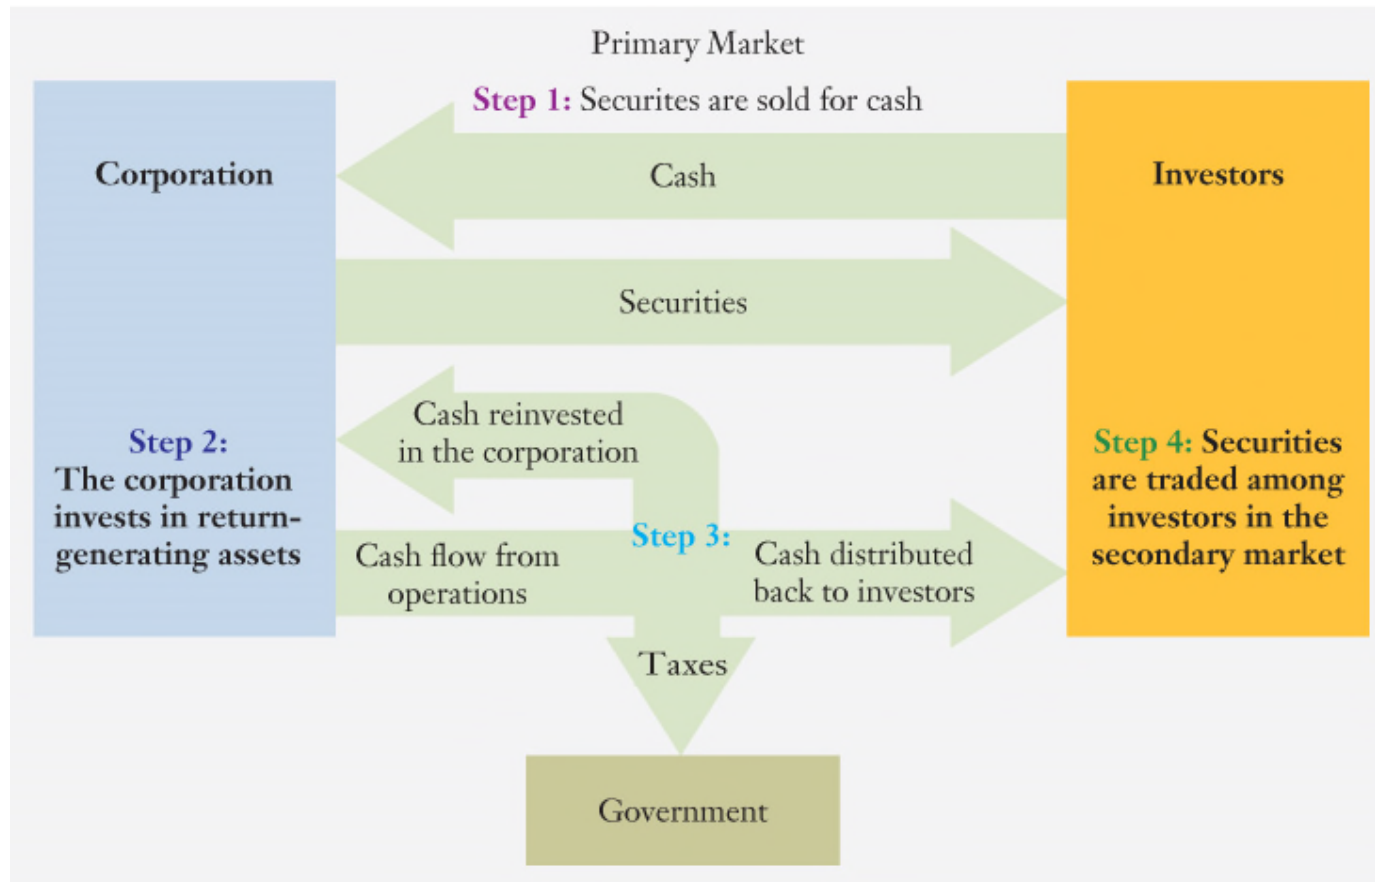 Primary Market
Step 1: Securites are sold for cash
Corporation
Cash
Investors
Securities
Cash reinvested
in the corporation
Step 2:
The corporation
invests in return-
generating assets
Step 3:
Cash flow from
operations
Cash distributed
back to investors
Step 4: Securities
are traded among
investors in the
secondary market
Taxes
Government